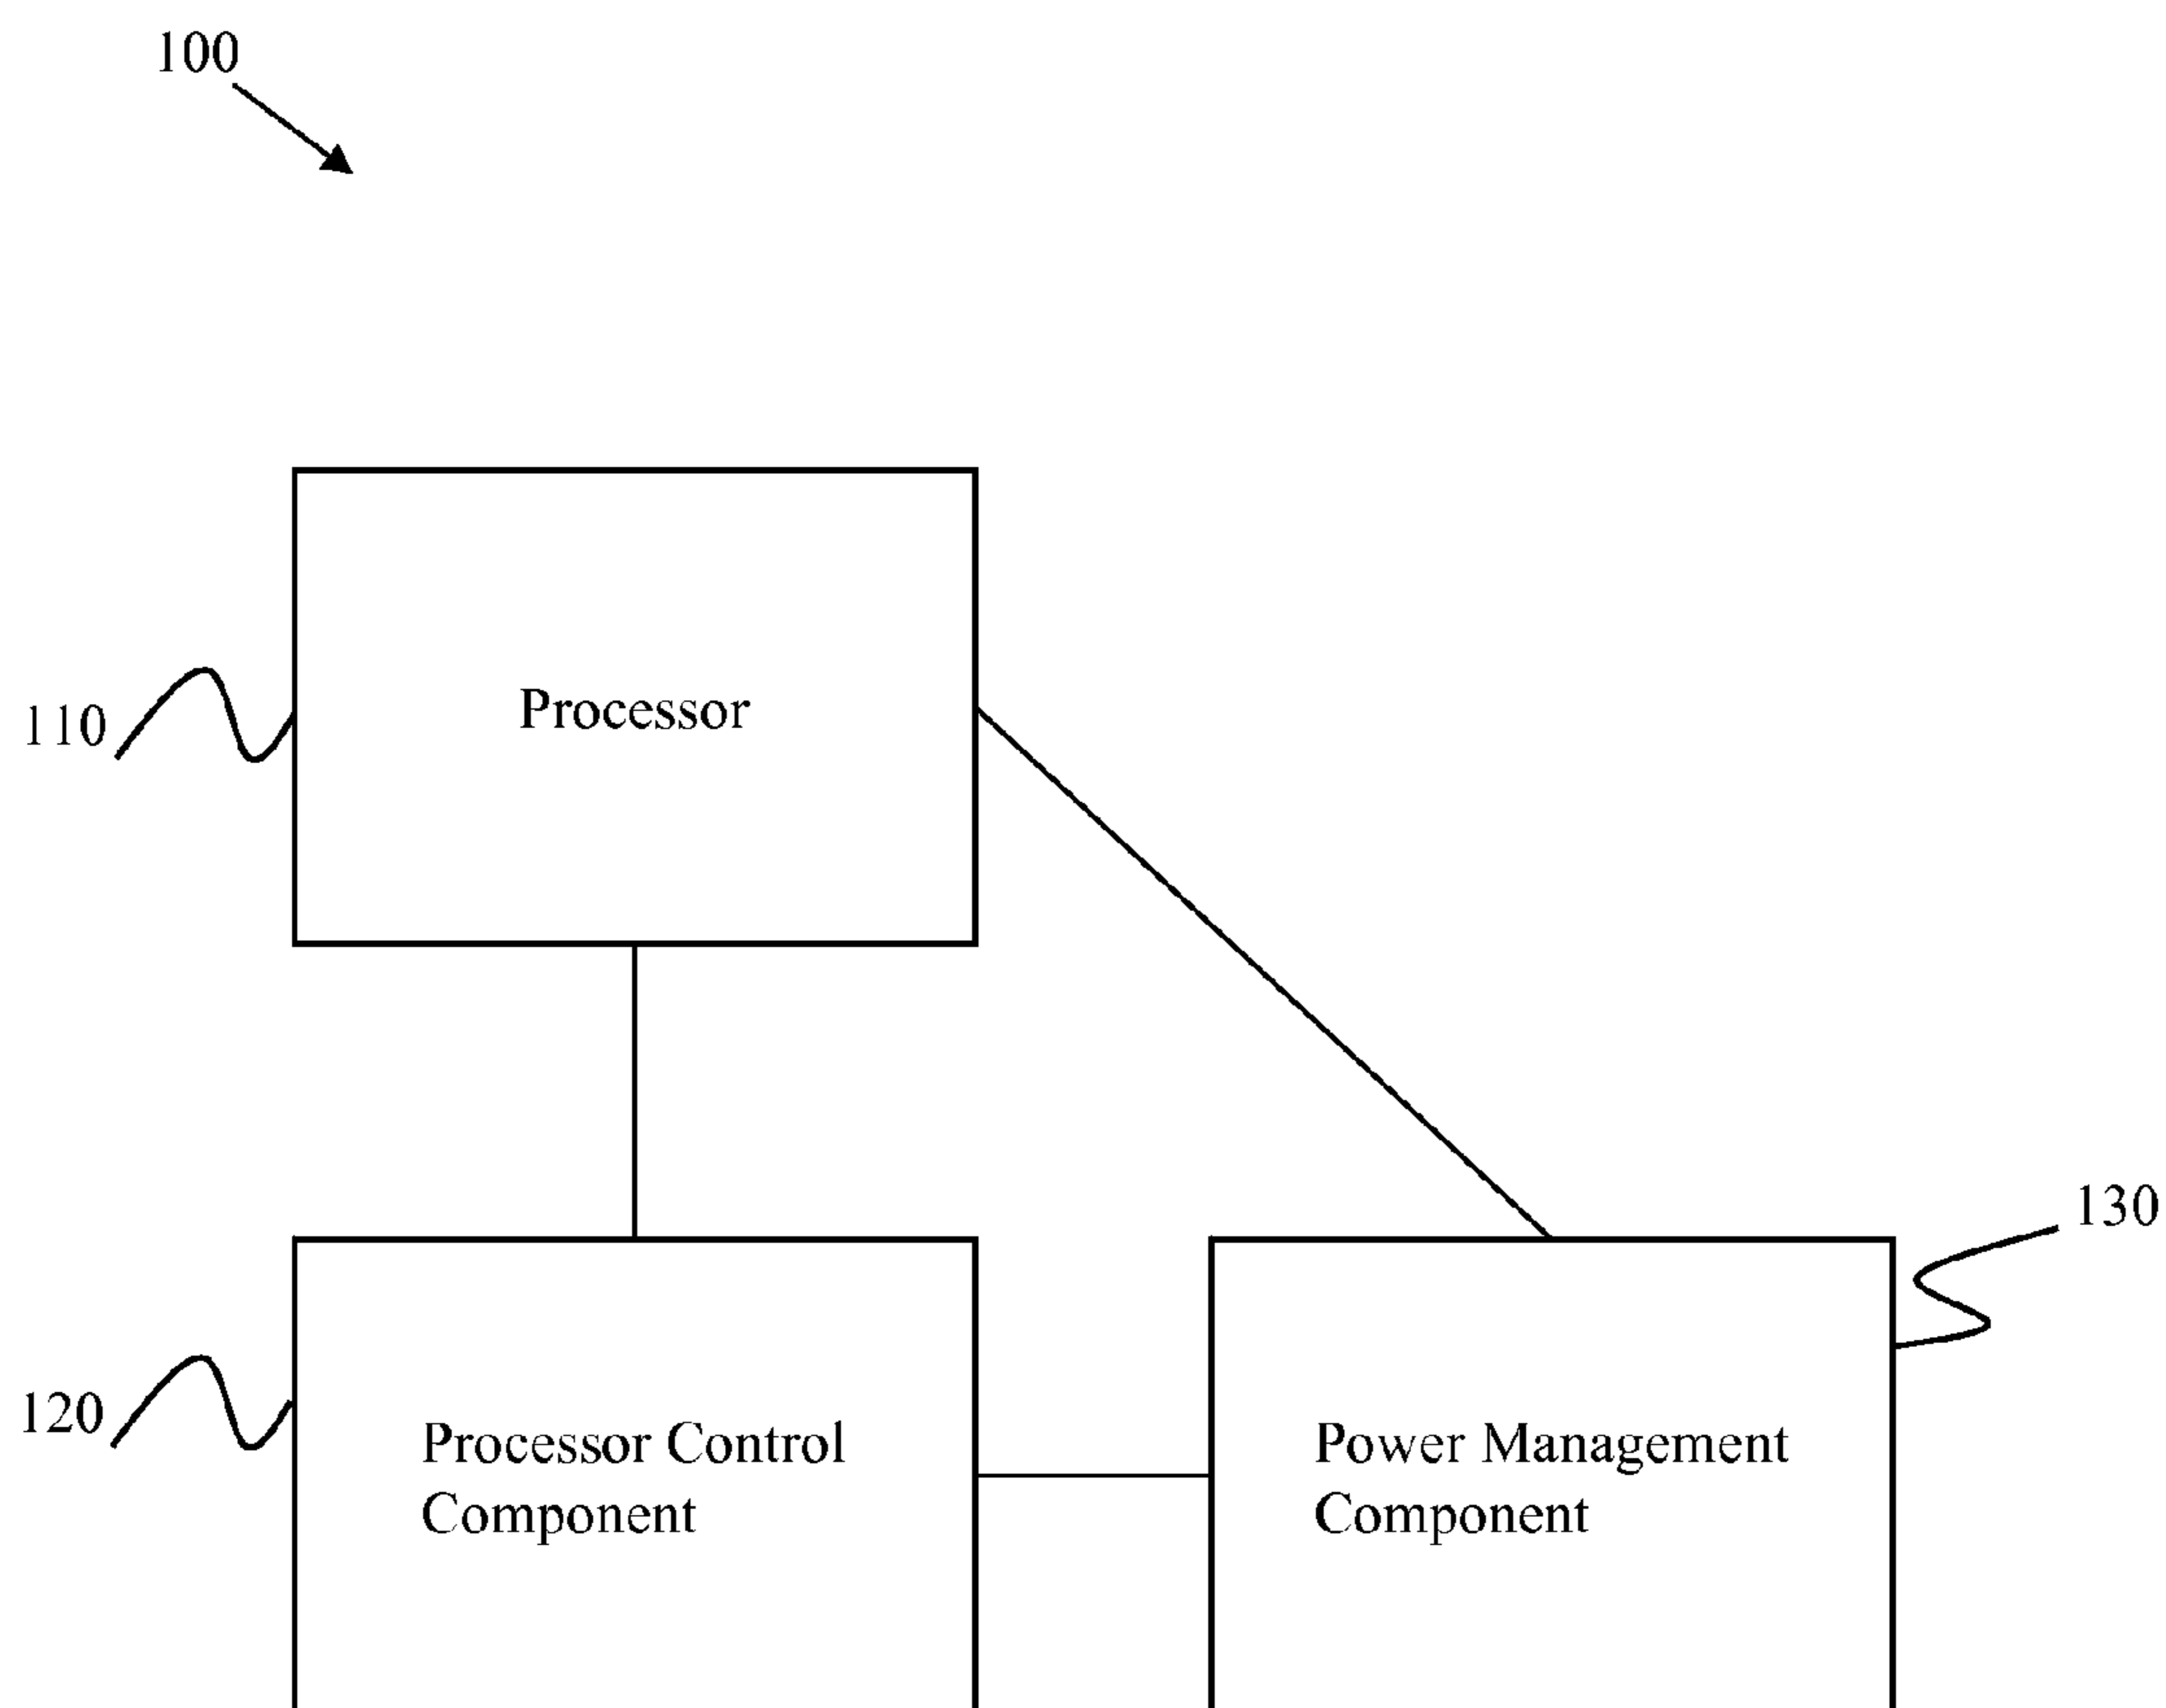 100
110
Processor
130
120
Processor Control
Component
Power Management
Component